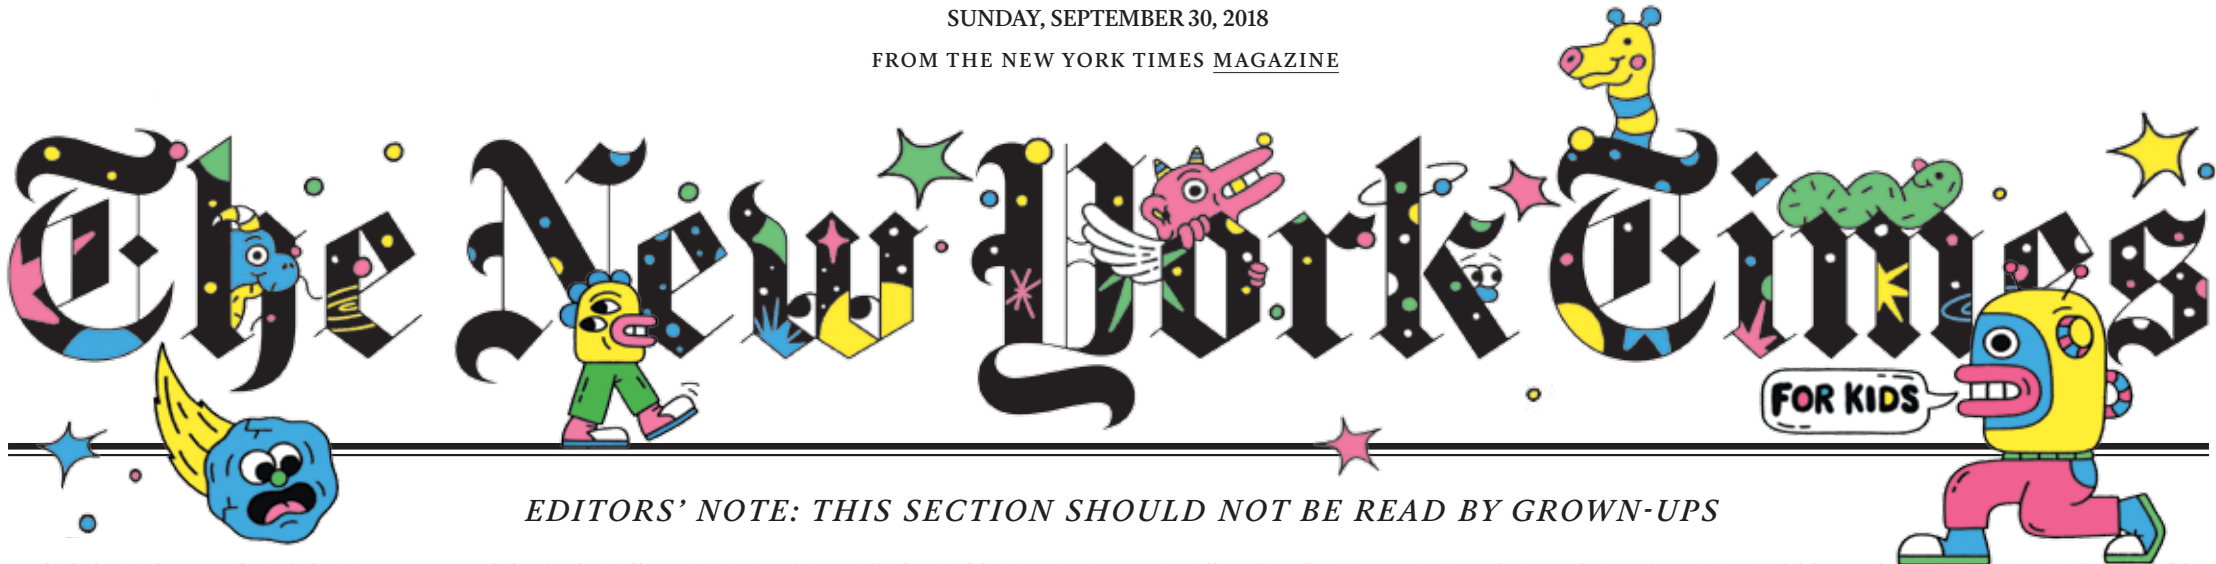 SUNDAY, SEPTEMBER 30, 2018
FROM THE NEW YORK TIMES MAGAZINE
The New York Times
FOR KIDS
EDITORS’ NOTE: THIS SECTION SHOULD NOT BE READ BY GROWN-UPS